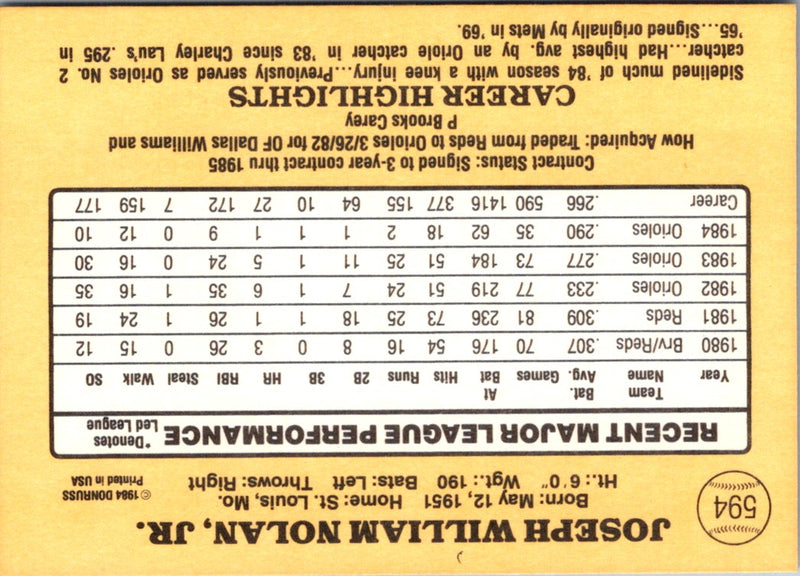 594
JOSEPH WILLIAM NOLAN, JR.
Born: May 12, 1951 Home: St. Louis, Mo.
Ht.: 6'0" Wgt.: 190 Bats: Left Throws: Right
© 1984 DONRUSS
Printed in USA
RECENT MAJOR LEAGUE PERFORMANCE
*Denotes
Led League
Year Team Name Bat. Avg. Games At Bat Hits Runs 2B 3B HR RBI Steal Walk SO
1980 Brv/Reds .307 70 176 54 16 8 0 3 26 0 15 12
1981 Reds .309 81 236 73 25 18 1 1 26 1 24 19
1982 Orioles .233 77 219 51 24 7 1 6 35 1 16 35
1983 Orioles .277 73 184 51 25 11 1 5 24 0 16 30
1984 Orioles .290 35 62 18 2 1 1 1 9 0 12 10
Career .266 590 1416 377 155 64 10 27 172 7 159 177
Contract Status: Signed to 3-year contract thru 1985
How Acquired: Traded from Reds to Orioles 3/26/82 for OF Dallas Williams and
P Brooks Carey
CAREER HIGHLIGHTS
Sidelined much of '84 season with a knee injury...Previously served as Orioles No. 2
catcher...Had highest avg. by an Oriole catcher in '83 since Charley Lau's .295 in
'65...Signed originally by Mets in '69.